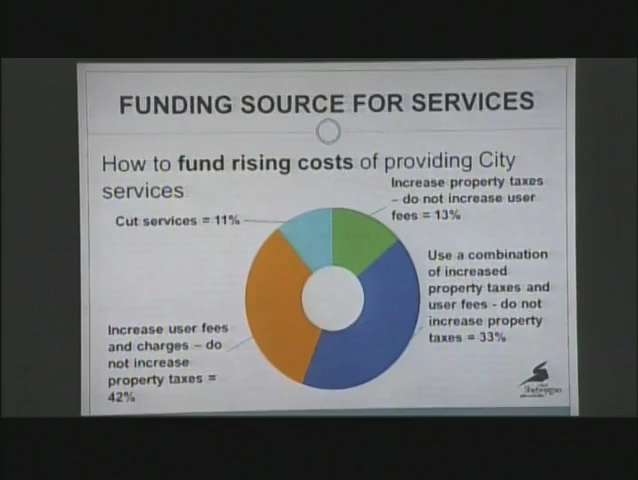 FUNDING SOURCE FOR SERVICES
How to fund rising costs of providing City
services
Increase property taxes
– do not increase user
fees = 13%
Cut services = 11%
Use a combination
of increased
property taxes and
user fees - do not
increase property
taxes = 33%
Increase user fees
and charges – do
not increase
property taxes =
42%
Sheboygan